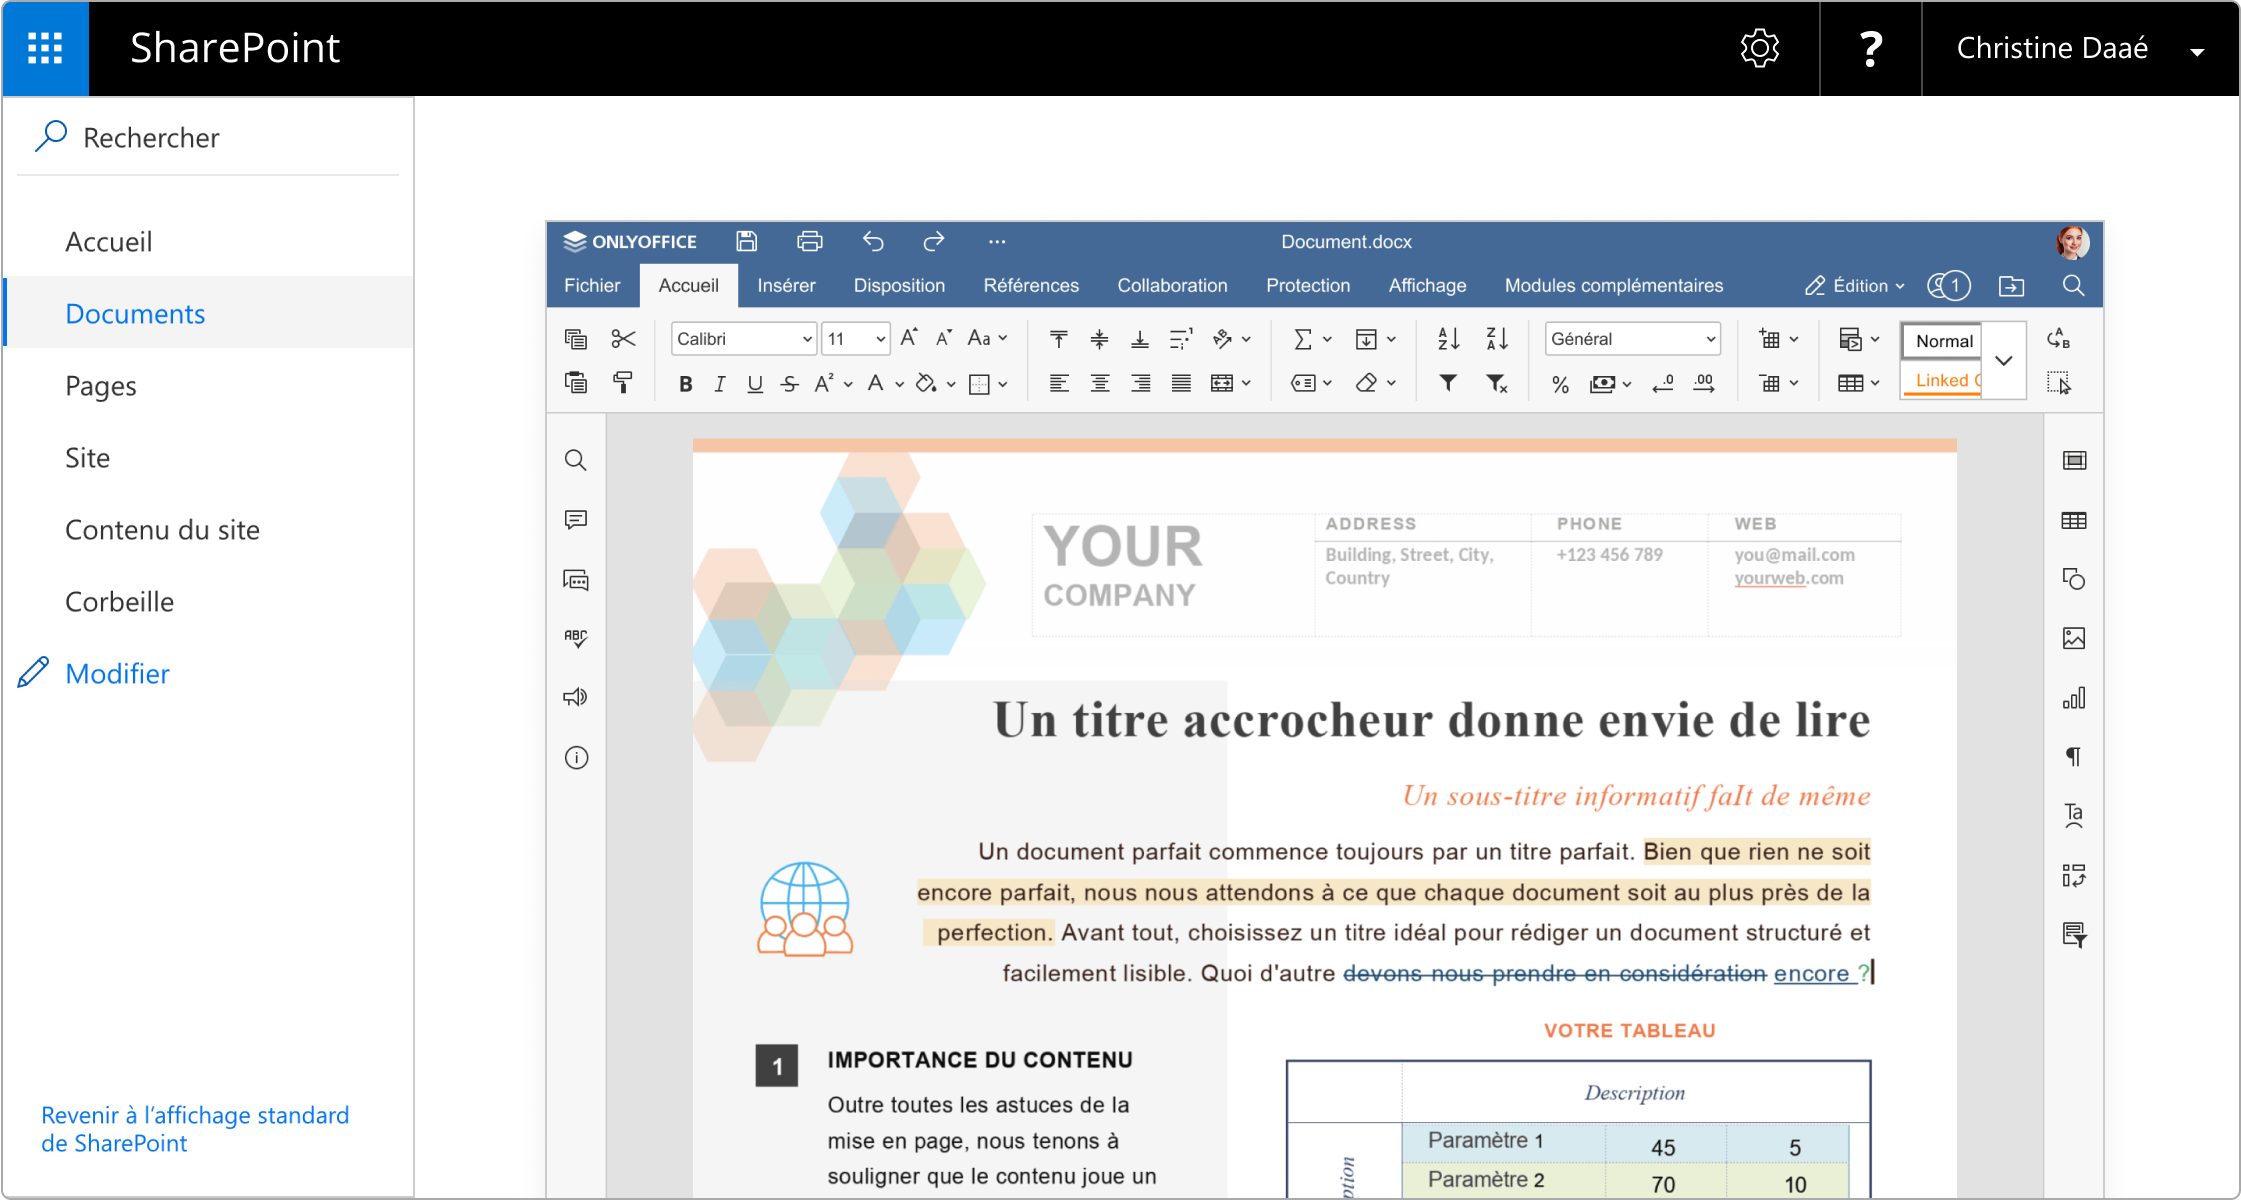 SharePoint
?
Christine Daaé
Rechercher
Accueil
Documents
Pages
Site
Contenu du site
Corbeille
Modifier
Revenir à l'affichage standard
de SharePoint
ONLYOFFICE
Document.docx
Fichier
Accueil
Insérer
Disposition
Références
Collaboration
Protection
Affichage
Modules complémentaires
Édition
1
Calibri
11
Aa
Général
Normal
Linked
B I U S A² A
%
YOUR
COMPANY
ADDRESS
Building, Street, City,
Country
PHONE
+123 456 789
WEB
you@mail.com
yourweb.com
Un titre accrocheur donne envie de lire
Un sous-titre informatif faIt de même
Un document parfait commence toujours par un titre parfait. Bien que rien ne soit
encore parfait, nous nous attendons à ce que chaque document soit au plus près de la
perfection. Avant tout, choisissez un titre idéal pour rédiger un document structuré et
facilement lisible. Quoi d'autre devons nous prendre en considération encore ?
1
IMPORTANCE DU CONTENU
Outre toutes les astuces de la
mise en page, nous tenons à
souligner que le contenu joue un
VOTRE TABLEAU
Description
Paramètre 1 45 5
Paramètre 2 70 10